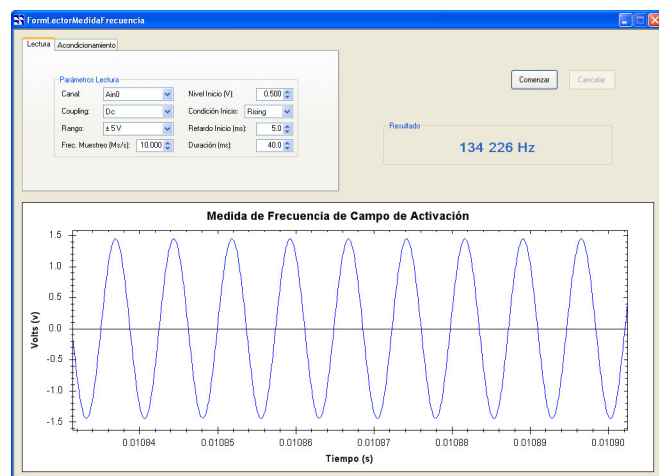 FormLectorMedidaFrecuencia
Lectura Acondicionamiento
Parámetros Lectura
Canal: Ain0 Nivel Inicio (V): 0.500
Coupling: Dc Condición Inicio: Rising
Rango: ± 5 V Retardo Inicio (ms): 5.0
Frec. Muestreo (Ms/s): 10.000 Duración (ms): 40.0
Comenzar Cancelar
Resultado
134 226 Hz
Medida de Frecuencia de Campo de Activación
Volts (v)
1.5
1.0
0.5
0.0
-0.5
-1.0
-1.5
0.01084 0.01085 0.01086 0.01087 0.01088 0.01089 0.01090
Tiempo (s)